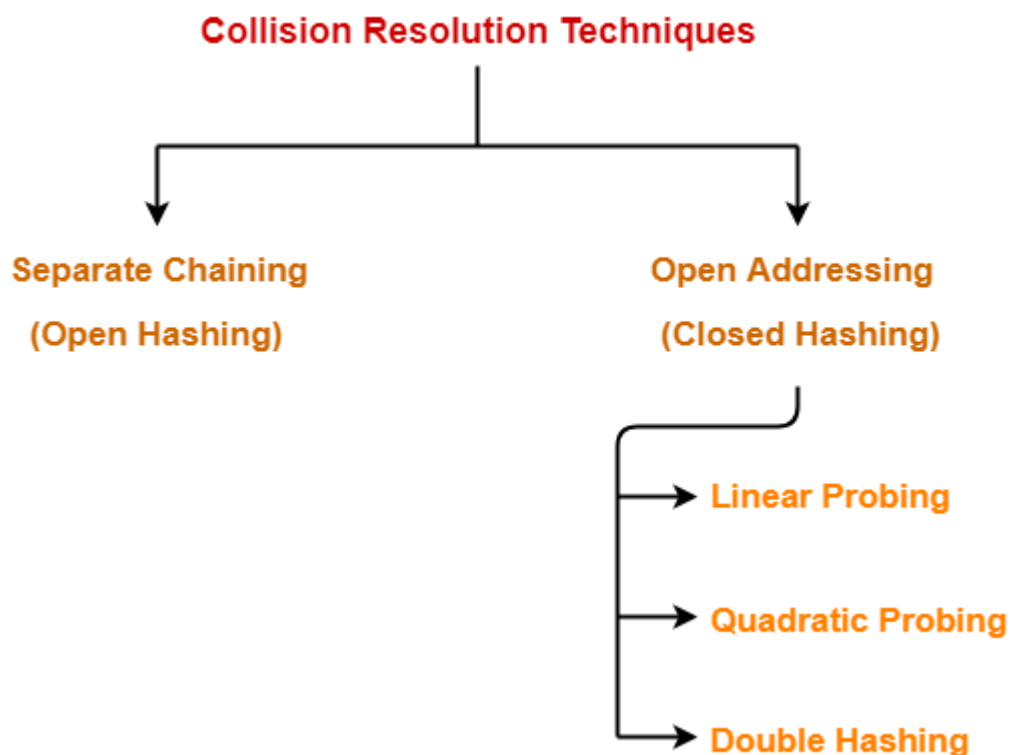 Collision Resolution Techniques
Separate Chaining
(Open Hashing)
Open Addressing
(Closed Hashing)
Linear Probing
Quadratic Probing
Double Hashing